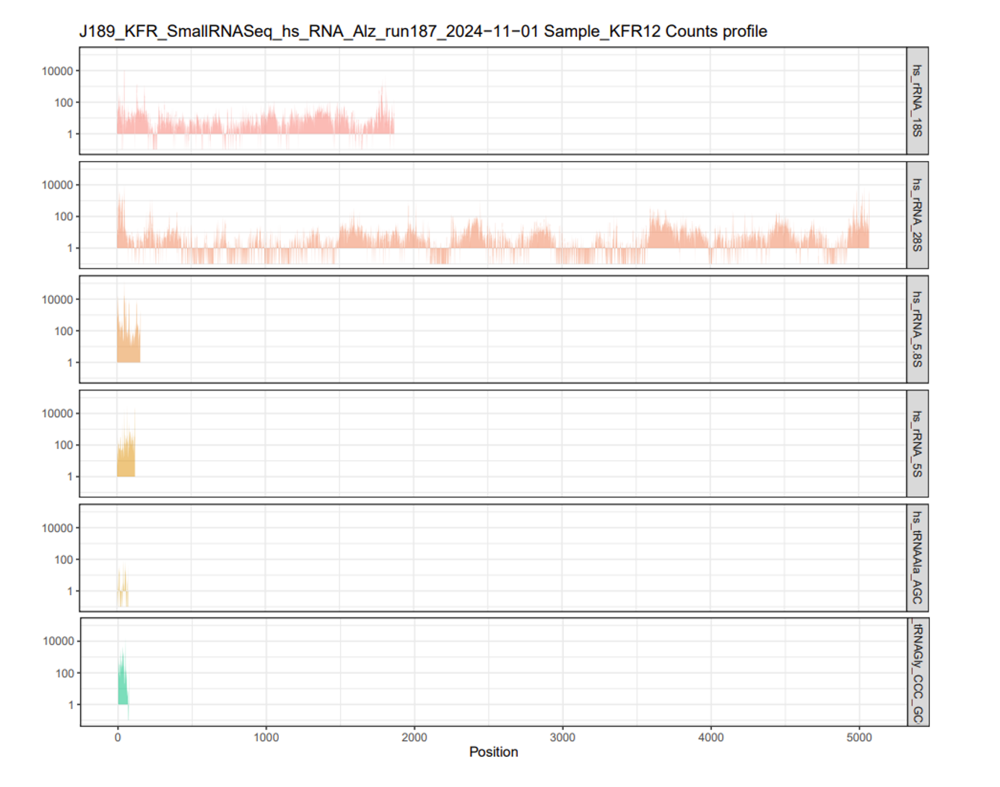 J189_KFR_SmallRNASeq_hs_RNA_Alz_run187_2024−11−01 Sample_KFR12 Counts profile
10000
100
1
hs_rRNA_18S
10000
100
1
hs_rRNA_28S
10000
100
1
hs_rRNA_5.8S
10000
100
1
hs_rRNA_5S
10000
100
1
hs_tRNAAla_AGC
10000
100
1
_tRNAGly_CCC_GC
0 1000 2000 3000 4000 5000
Position